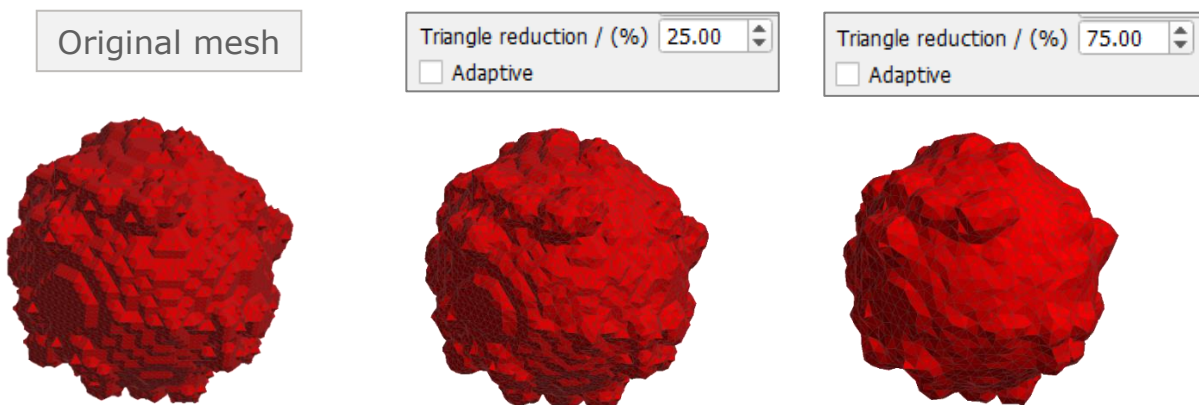 Original mesh
Triangle reduction / (%) 25.00
Adaptive
Triangle reduction / (%) 75.00
Adaptive